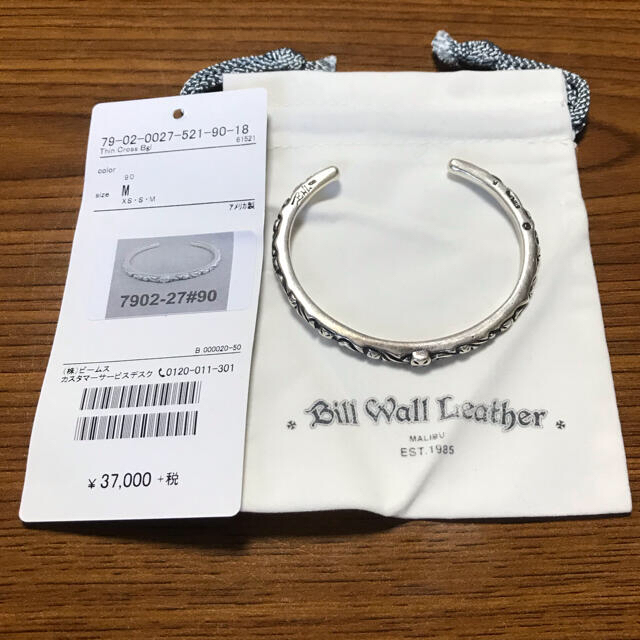 79-02-0027-521-90-18
Thin Cross Bgl
61521
color
90
size
M
XS・S・M
アメリカ製
7902-27#90
B 000020-50
(株)ビームス
カスタマーサービスデスク 0120-011-301
¥ 37,000 +税
Bill Wall Leather
MALIBU
EST.1985